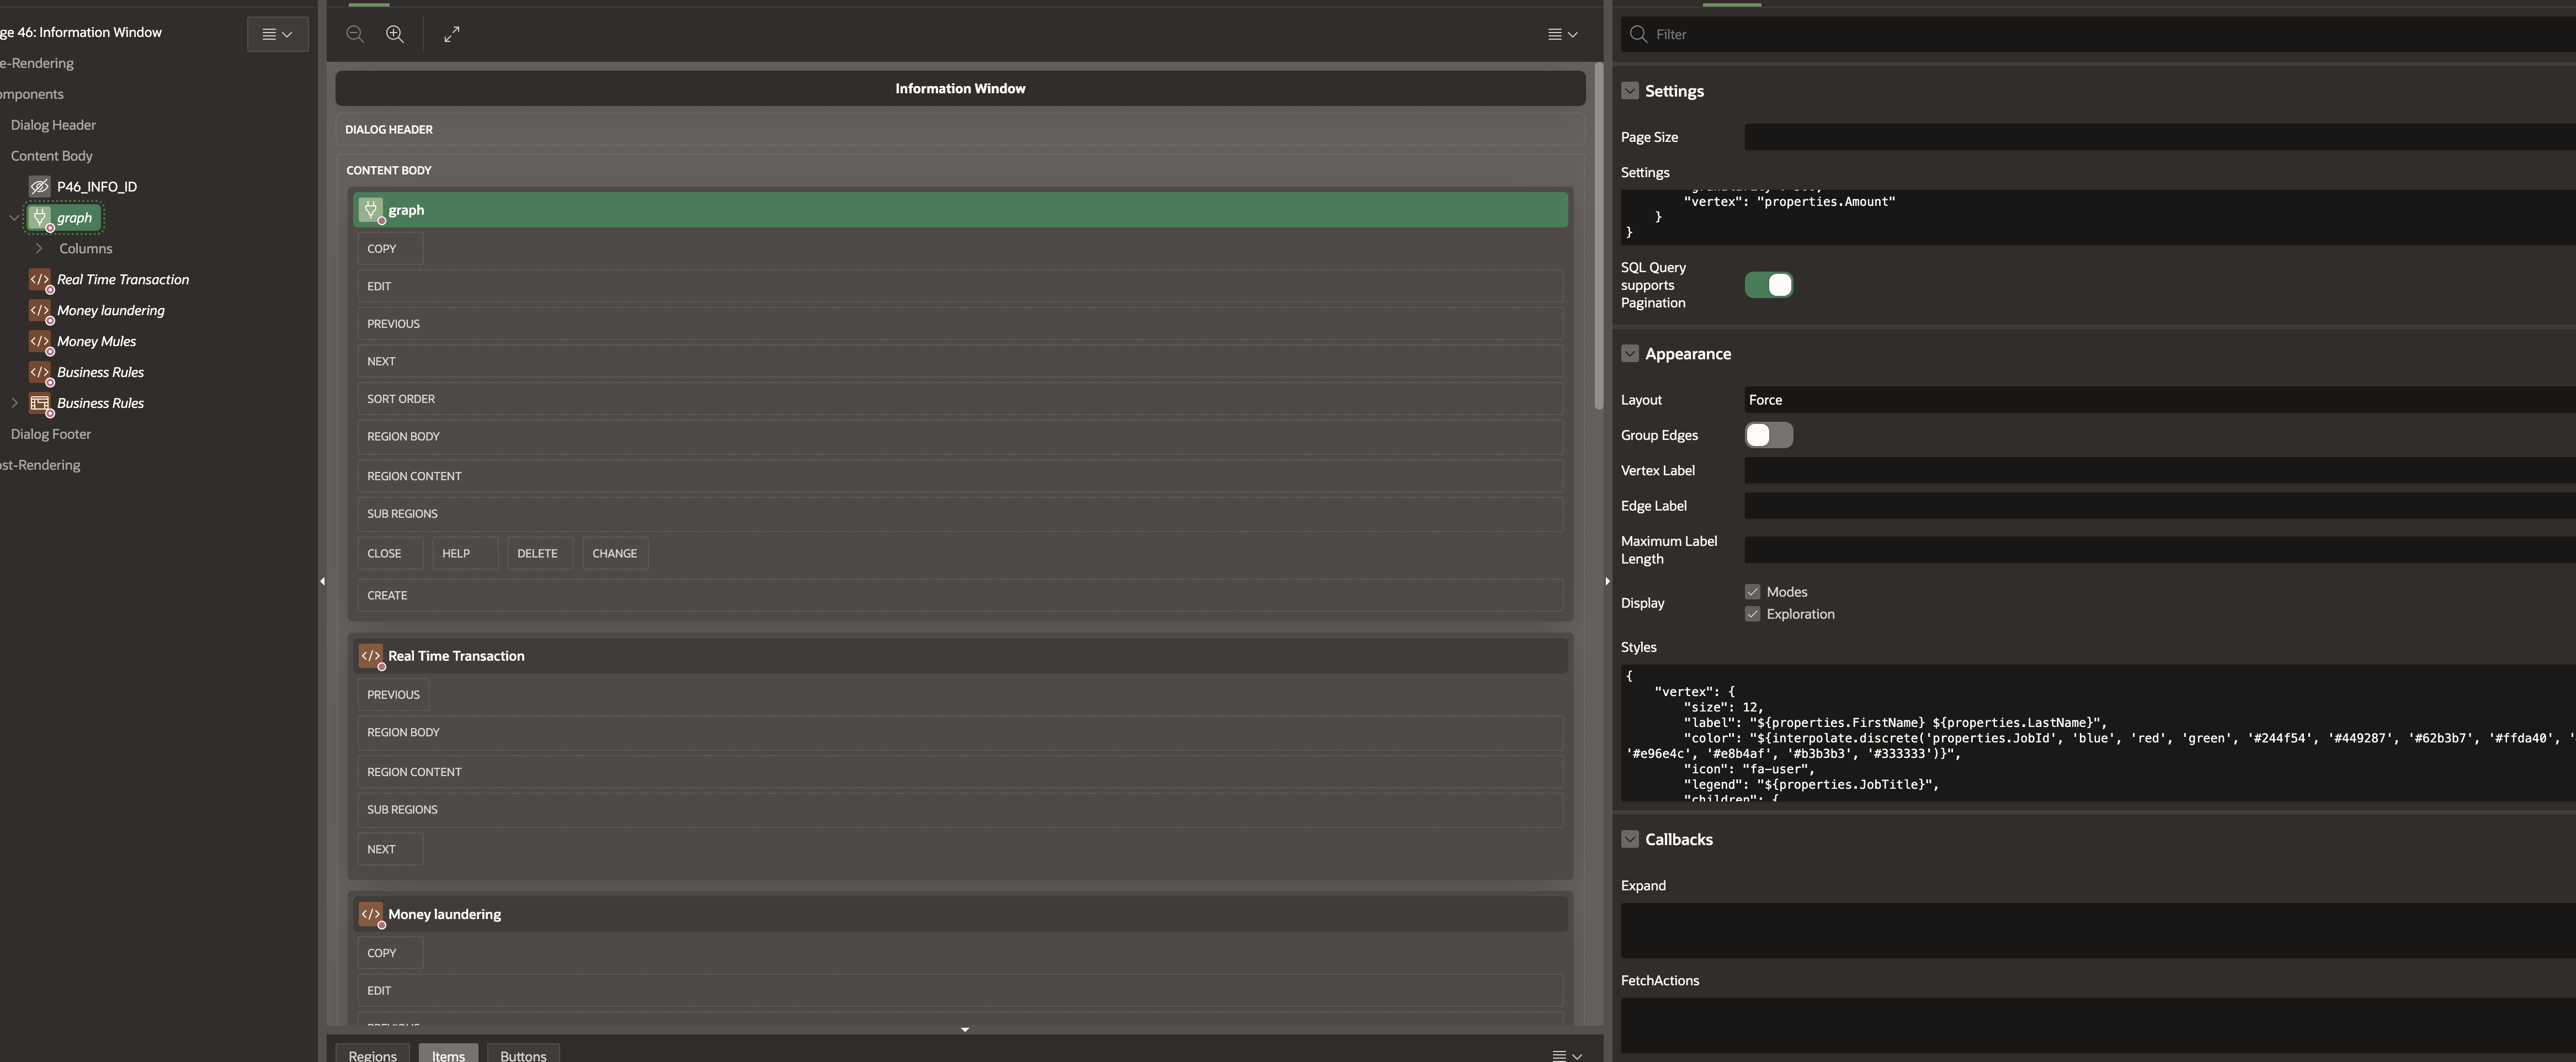 ge 46: Information Window
e-Rendering
omponents
Dialog Header
Content Body
P46_INFO_ID
graph
Columns
Real Time Transaction
Money laundering
Money Mules
Business Rules
Business Rules
Dialog Footer
ost-Rendering
Information Window
DIALOG HEADER
CONTENT BODY
graph
COPY
EDIT
PREVIOUS
NEXT
SORT ORDER
REGION BODY
REGION CONTENT
SUB REGIONS
CLOSE HELP DELETE CHANGE
CREATE
Real Time Transaction
PREVIOUS
REGION BODY
REGION CONTENT
SUB REGIONS
NEXT
Money laundering
COPY
EDIT
PREVIOUS
Regions Items Buttons
Filter
Settings
Page Size
Settings
"vertex": "properties.Amount"
}
}
SQL Query
supports
Pagination
Appearance
Layout Force
Group Edges
Vertex Label
Edge Label
Maximum Label
Length
Display
Modes
Exploration
Styles
{
"vertex": {
"size": 12,
"label": "${properties.FirstName} ${properties.LastName}",
"color": "${interpolate.discrete('properties.JobId', 'blue', 'red', 'green', '#244f54', '#449287', '#62b3b7', '#ffda40', '
'#e96e4c', '#e8b4af', '#b3b3b3', '#333333')}",
"icon": "fa-user",
"legend": "${properties.JobTitle}",
"children": {
Callbacks
Expand
FetchActions